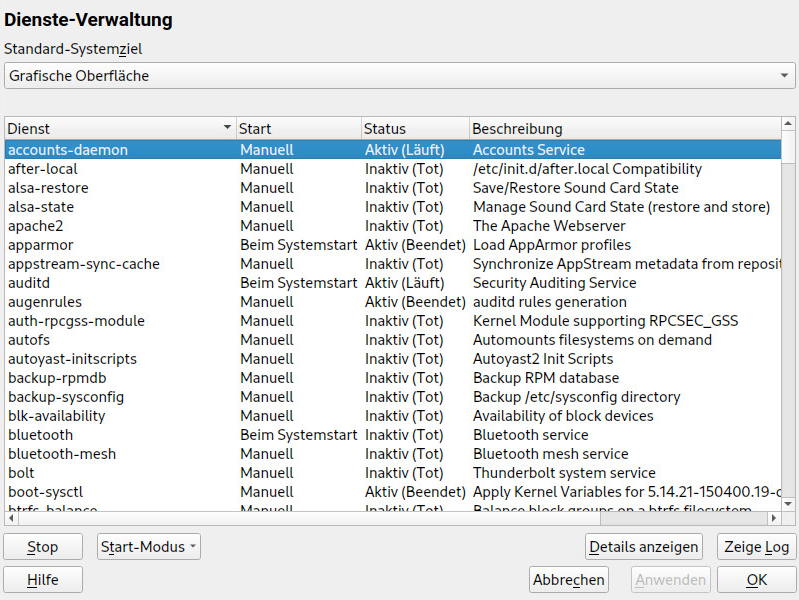 Dienste-Verwaltung
Standard-Systemziel
Grafische Oberfläche
Dienst Start Status Beschreibung
accounts-daemon Manuell Aktiv (Läuft) Accounts Service
after-local Manuell Inaktiv (Tot) /etc/init.d/after.local Compatibility
alsa-restore Manuell Inaktiv (Tot) Save/Restore Sound Card State
alsa-state Manuell Inaktiv (Tot) Manage Sound Card State (restore and store)
apache2 Manuell Inaktiv (Tot) The Apache Webserver
apparmor Beim Systemstart Aktiv (Beendet) Load AppArmor profiles
appstream-sync-cache Manuell Inaktiv (Tot) Synchronize AppStream metadata from reposit
auditd Beim Systemstart Aktiv (Läuft) Security Auditing Service
augenrules Manuell Aktiv (Beendet) auditd rules generation
auth-rpcgss-module Manuell Inaktiv (Tot) Kernel Module supporting RPCSEC_GSS
autofs Manuell Inaktiv (Tot) Automounts filesystems on demand
autoyast-initscripts Manuell Inaktiv (Tot) Autoyast2 Init Scripts
backup-rpmdb Manuell Inaktiv (Tot) Backup RPM database
backup-sysconfig Manuell Inaktiv (Tot) Backup /etc/sysconfig directory
blk-availability Manuell Inaktiv (Tot) Availability of block devices
bluetooth Beim Systemstart Inaktiv (Tot) Bluetooth service
bluetooth-mesh Manuell Inaktiv (Tot) Bluetooth mesh service
bolt Manuell Inaktiv (Tot) Thunderbolt system service
boot-sysctl Manuell Aktiv (Beendet) Apply Kernel Variables for 5.14.21-150400.19-d
btrfs-balance Manuell Inaktiv (Tot) Balance block groups on a btrfs filesystem
Stop Start-Modus Details anzeigen Zeige Log
Hilfe Abbrechen Anwenden OK